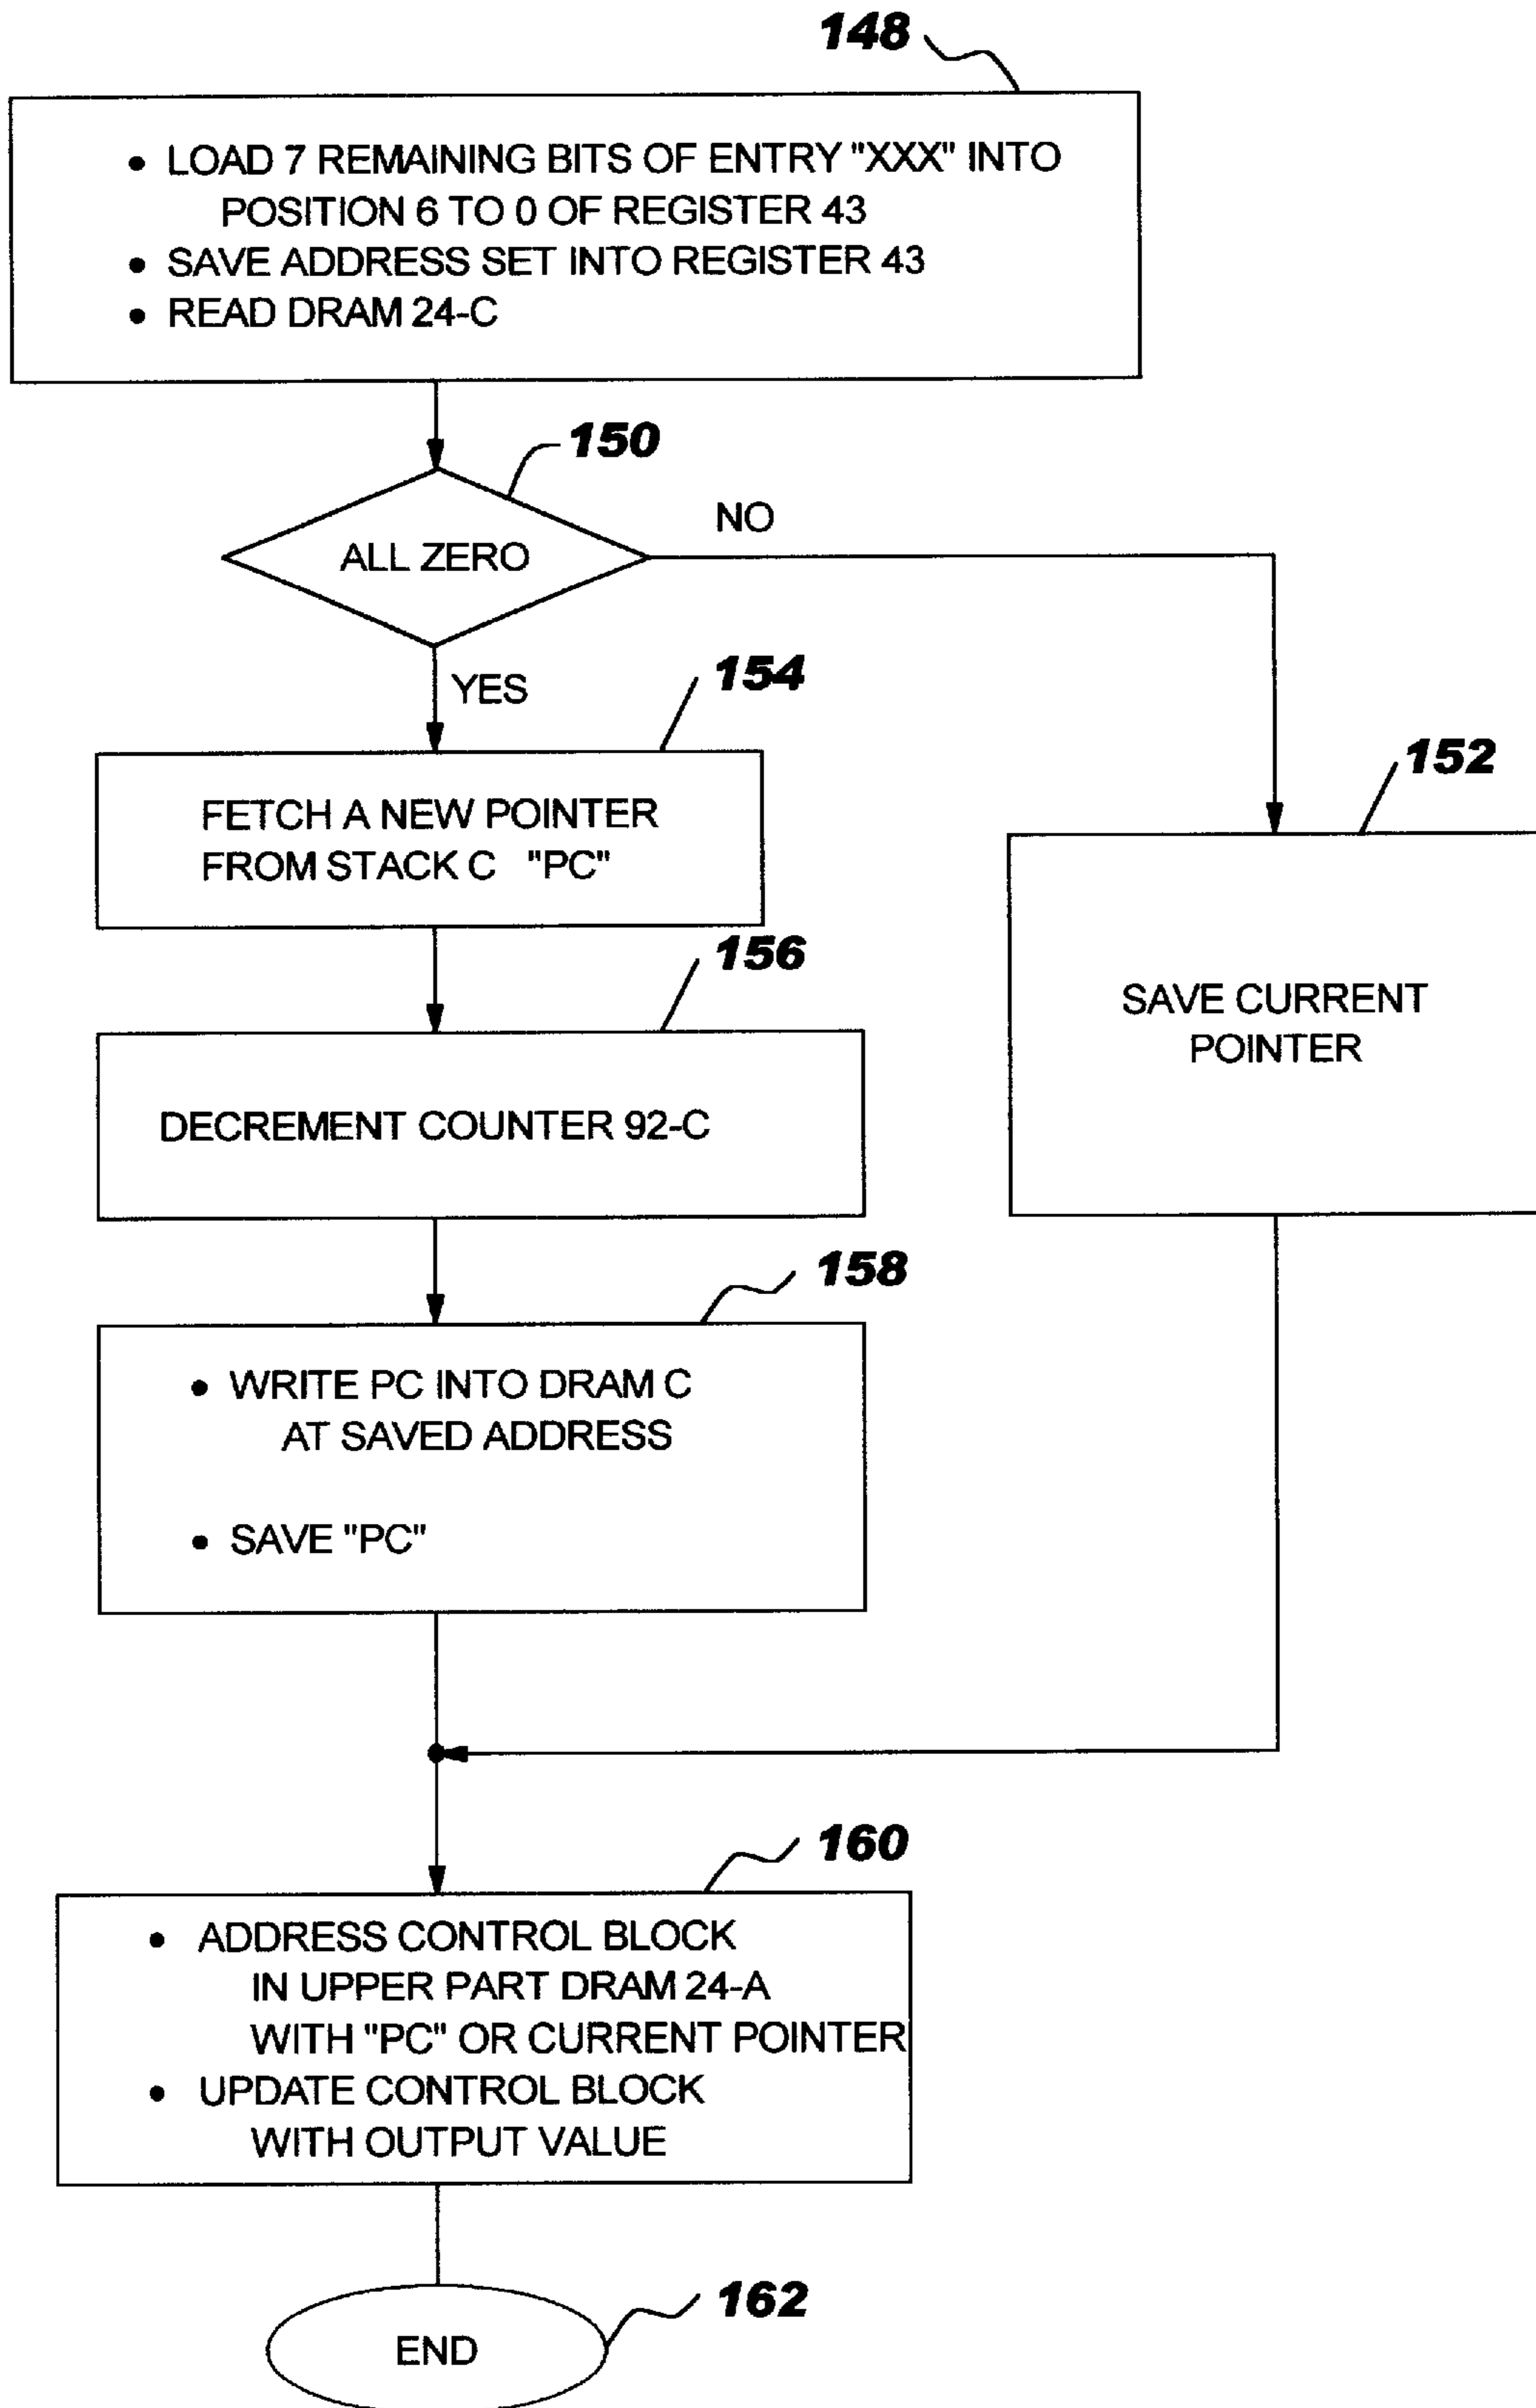 148
• LOAD 7 REMAINING BITS OF ENTRY "XXX" INTO
POSITION 6 TO 0 OF REGISTER 43
• SAVE ADDRESS SET INTO REGISTER 43
• READ DRAM 24-C
150
ALL ZERO
NO
YES
154
FETCH A NEW POINTER
FROM STACK C "PC"
152
SAVE CURRENT
POINTER
156
DECREMENT COUNTER 92-C
158
• WRITE PC INTO DRAM C
AT SAVED ADDRESS
• SAVE "PC"
160
• ADDRESS CONTROL BLOCK
IN UPPER PART DRAM 24-A
WITH "PC" OR CURRENT POINTER
• UPDATE CONTROL BLOCK
WITH OUTPUT VALUE
162
END